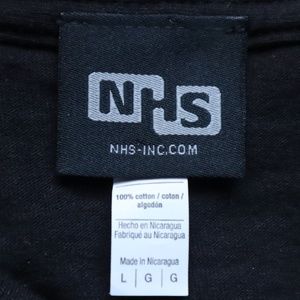 NHS
NHS-INC.COM
100% cotton / coton /
algodón
Hecho en Nicaragua
Fabriqué au Nicaragua
Made in Nicaragua
L G G